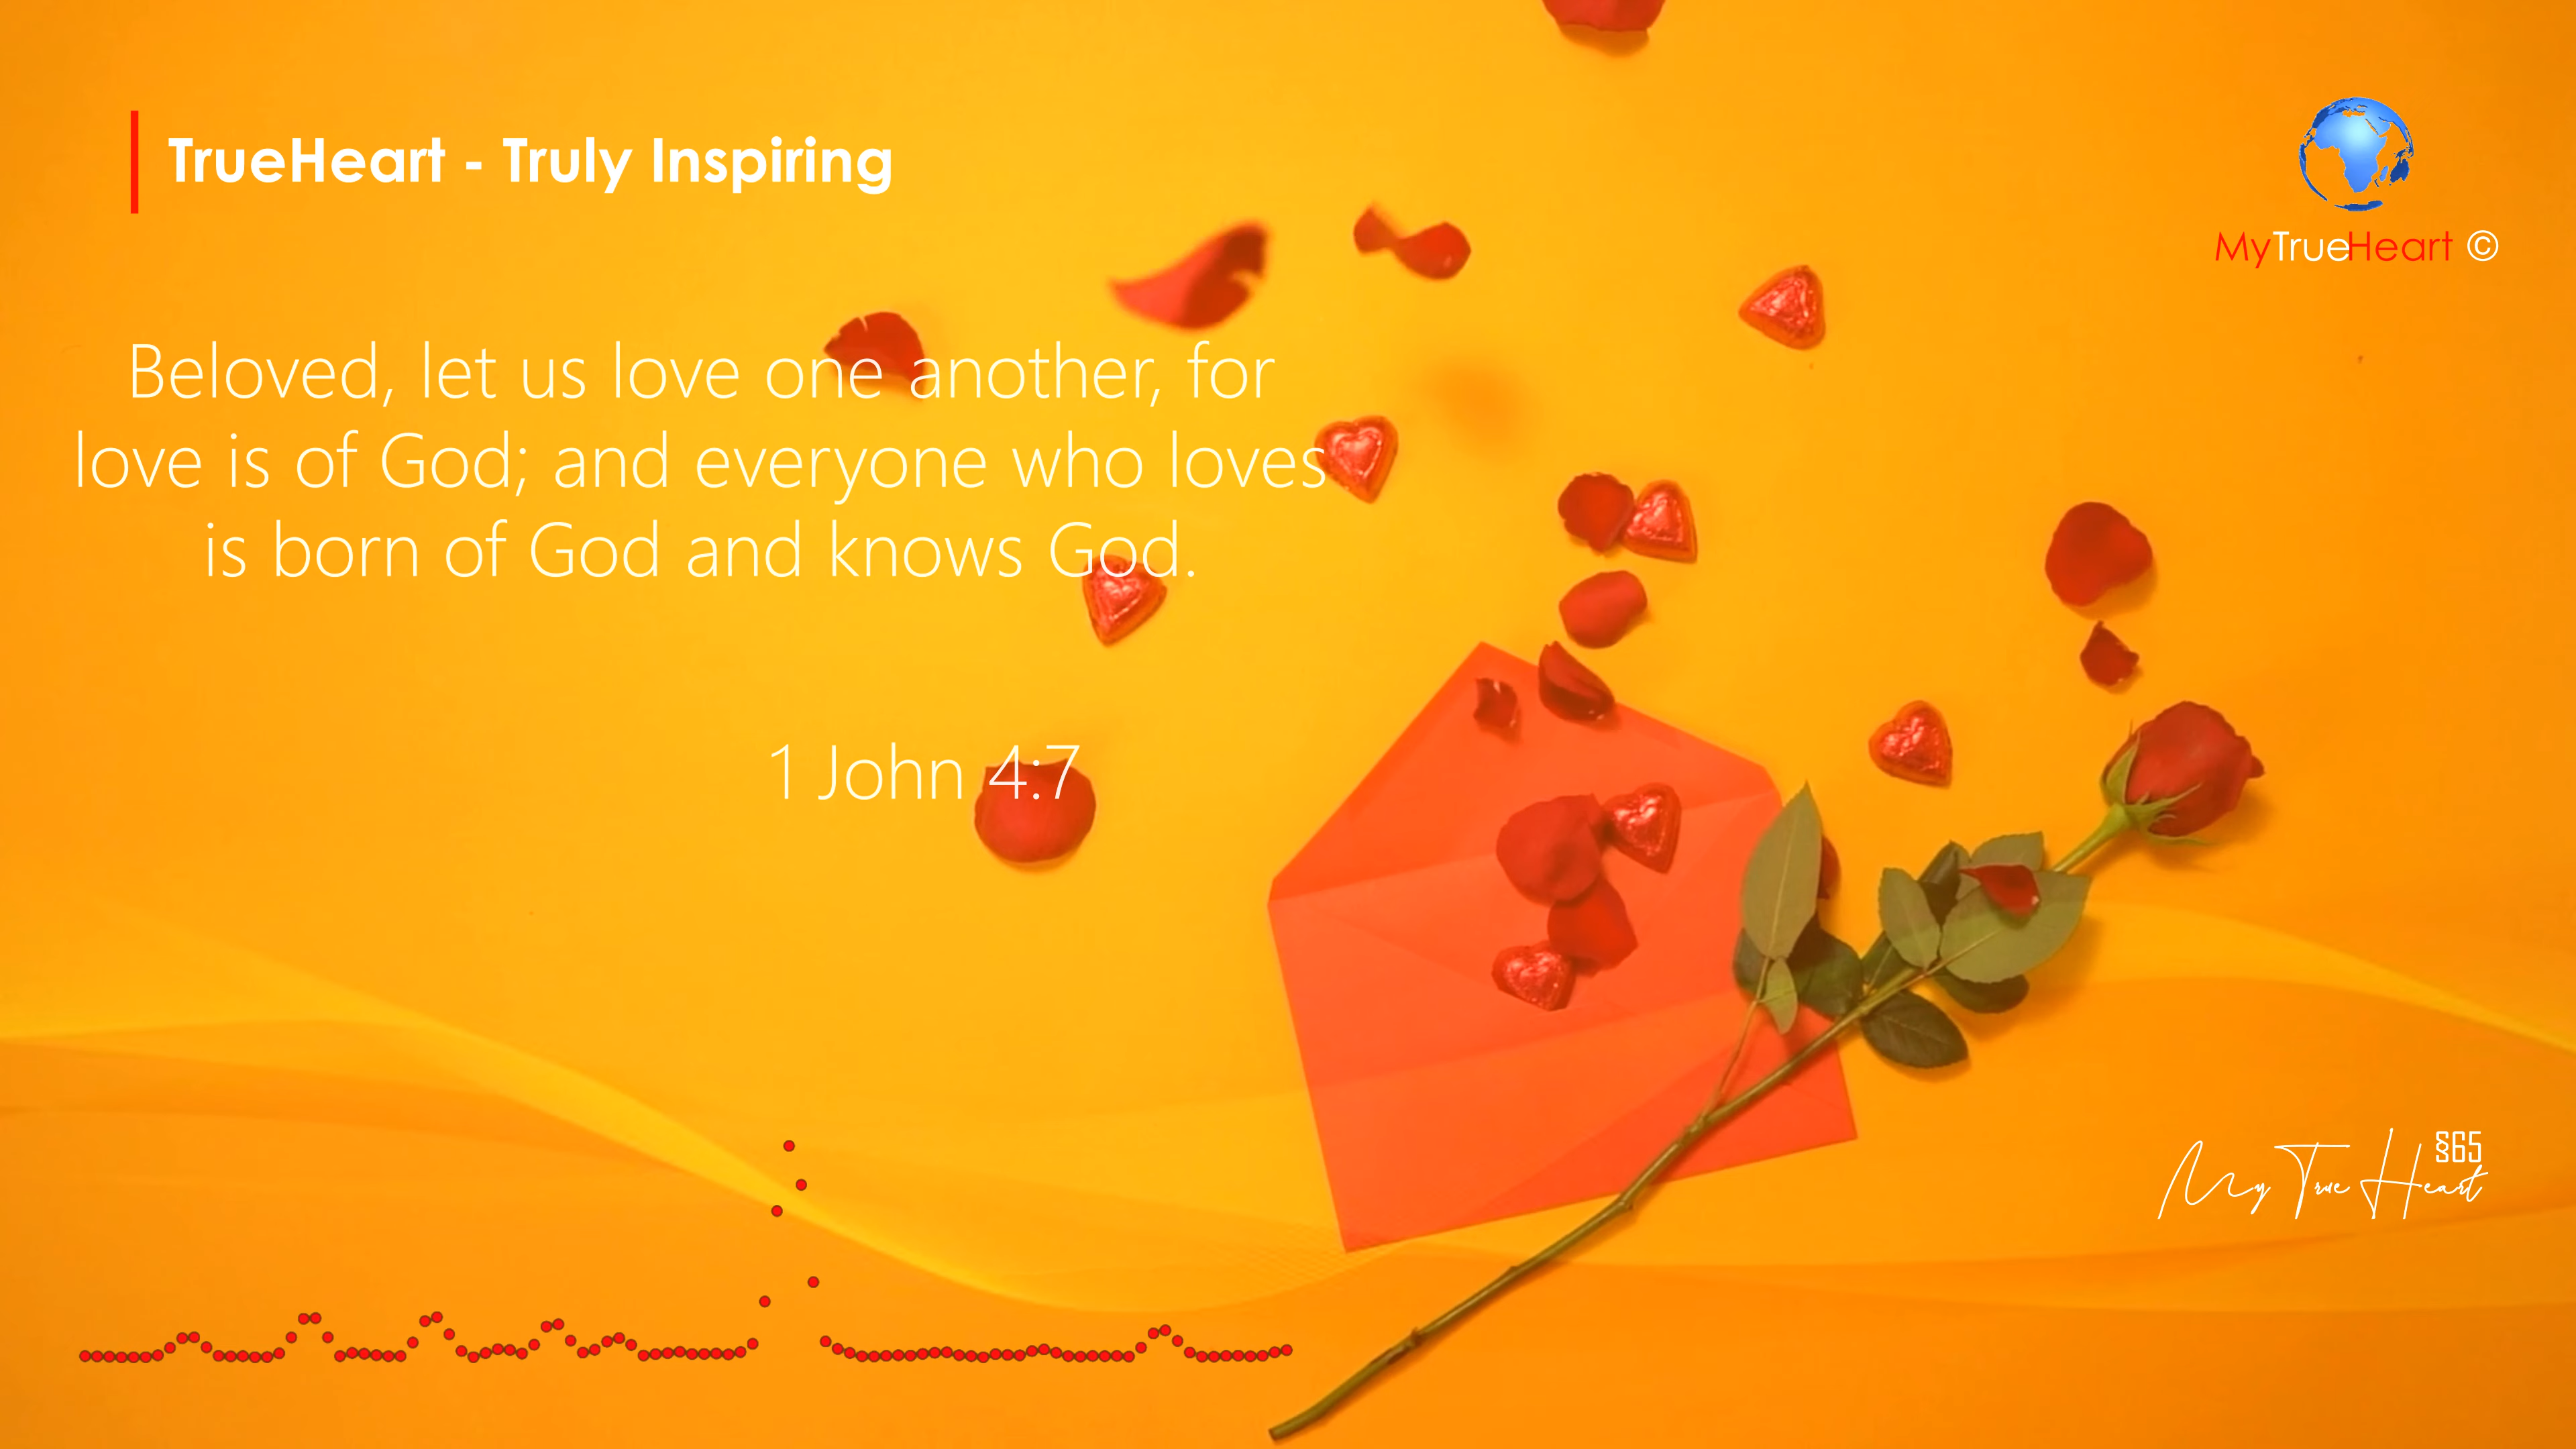 TrueHeart - Truly Inspiring
MyTrueHeart ©
Beloved, let us love one another, for
love is of God; and everyone who loves
is born of God and knows God.
1 John 4:7
365
My True Heart